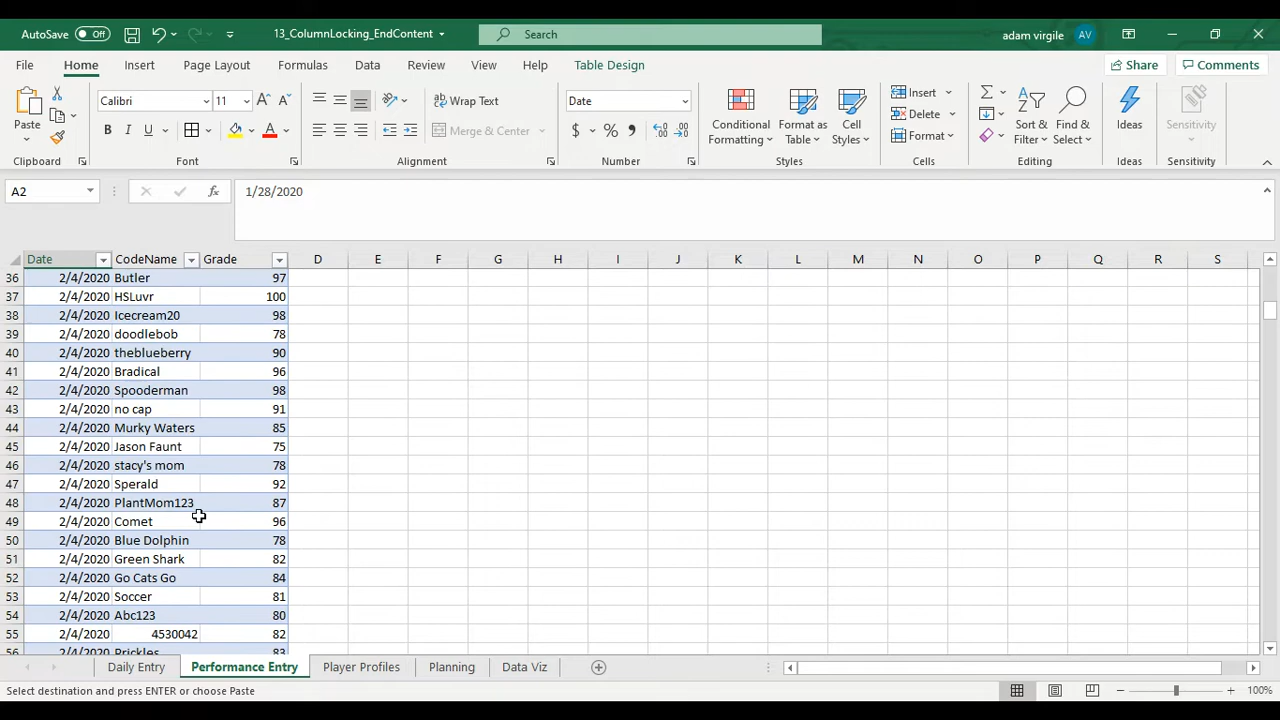 AutoSave Off 13_ColumnLocking_EndContent Search adam virgile AV
File Home Insert Page Layout Formulas Data Review View Help Table Design Share Comments
Paste Calibri 11 A A Wrap Text Date Conditional Formatting Format as Table Cell Styles Insert Sort & Filter Find & Select Ideas Sensitivity
B I U A Merge & Center $ % , Delete
Format
Clipboard Font Alignment Number Styles Cells Editing Ideas Sensitivity
A2 fx 1/28/2020
Date CodeName Grade D E F G H I J K L M N O P Q R S
36 2/4/2020 Butler 97
37 2/4/2020 HSLuvr 100
38 2/4/2020 Icecream20 98
39 2/4/2020 doodlebob 78
40 2/4/2020 theblueberry 90
41 2/4/2020 Bradical 96
42 2/4/2020 Spooderman 98
43 2/4/2020 no cap 91
44 2/4/2020 Murky Waters 85
45 2/4/2020 Jason Faunt 75
46 2/4/2020 stacy's mom 78
47 2/4/2020 Sperald 92
48 2/4/2020 PlantMom123 87
49 2/4/2020 Comet 96
50 2/4/2020 Blue Dolphin 78
51 2/4/2020 Green Shark 82
52 2/4/2020 Go Cats Go 84
53 2/4/2020 Soccer 81
54 2/4/2020 Abc123 80
55 2/4/2020 4530042 82
56 2/4/2020 Prickles 83
Daily Entry Performance Entry Player Profiles Planning Data Viz
Select destination and press ENTER or choose Paste 100%